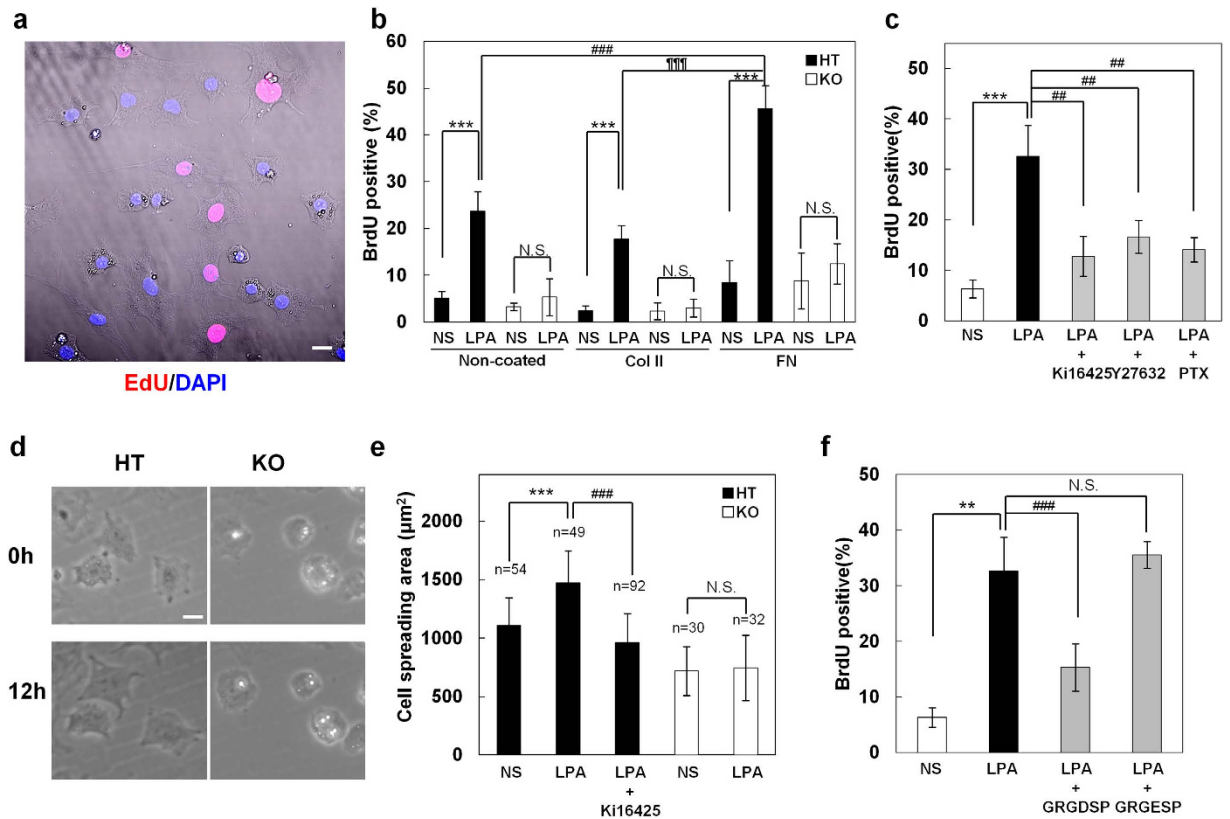 a
EdU/DAPI
b
BrdU positive (%)
60
50
40
30
20
10
0
###
¶¶¶
***
***
***
N.S.
N.S.
N.S.
HT
KO
NS LPA NS LPA NS LPA NS LPA NS LPA NS LPA
Non-coated Col II FN
c
BrdU positive(%)
50
40
30
20
10
0
***
##
##
##
NS LPA LPA LPA LPA
+ + +
Ki16425 Y27632 PTX
d
HT KO
0h
12h
e
Cell spreading area (μm²)
2000
1500
1000
500
0
*** ###
HT
KO
n=54
n=49
n=92
N.S.
n=30
n=32
NS LPA LPA NS LPA
+
Ki16425
f
BrdU positive(%)
50
40
30
20
10
0
N.S.
** ###
NS LPA LPA LPA
+ +
GRGDSP GRGESP